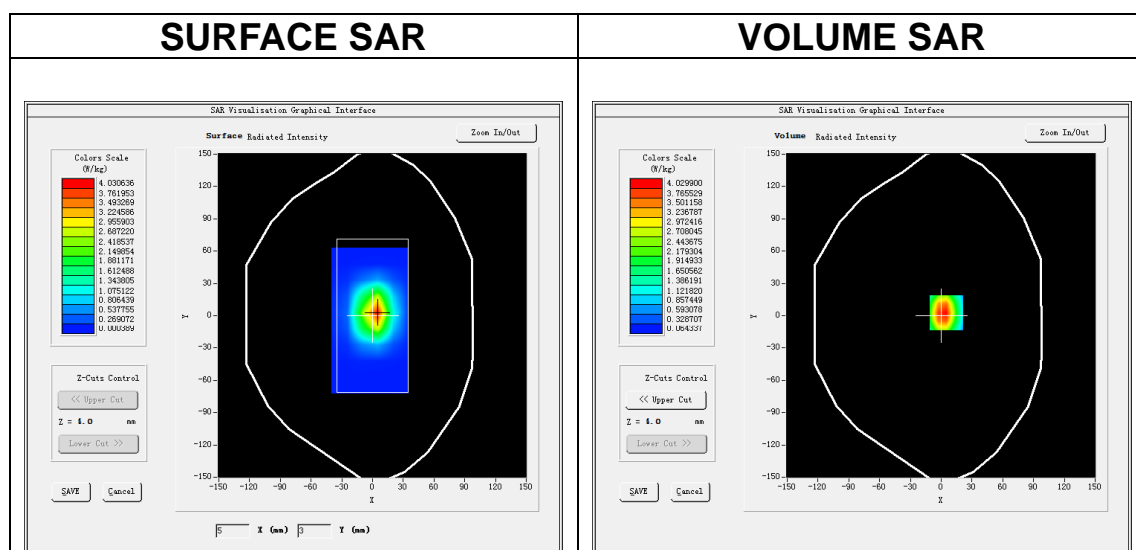 SURFACE SAR
VOLUME SAR
SAR Visualisation Graphical Interface
Surface Radiated Intensity
Zoom In/Out
Colors Scale
(W/kg)
4.030636
3.761953
3.493269
3.224586
2.955903
2.687220
2.418537
2.149854
1.881171
1.612488
1.343805
1.075122
0.806439
0.537755
0.269072
0.000389
Z-Cuts Control
<< Upper Cut
Z = 4.0 mm
Lower Cut >>
SAVE Cancel
150
120
90
60
30
0
-30
-60
-90
-120
-150
Y
-150 -120 -90 -60 -30 0 30 60 90 120 150
X
5 X (mm) 3 Y (mm)
SAR Visualisation Graphical Interface
Volume Radiated Intensity
Zoom In/Out
Colors Scale
(W/kg)
4.029900
3.765529
3.501158
3.236787
2.972416
2.708045
2.443675
2.179304
1.914933
1.650562
1.386191
1.121820
0.857449
0.593078
0.328707
0.064337
Z-Cuts Control
<< Upper Cut
Z = 4.0 mm
Lower Cut >>
SAVE Cancel
150
120
90
60
30
0
-30
-60
-90
-120
-150
Y
-150 -120 -90 -60 -30 0 30 60 90 120 150
X